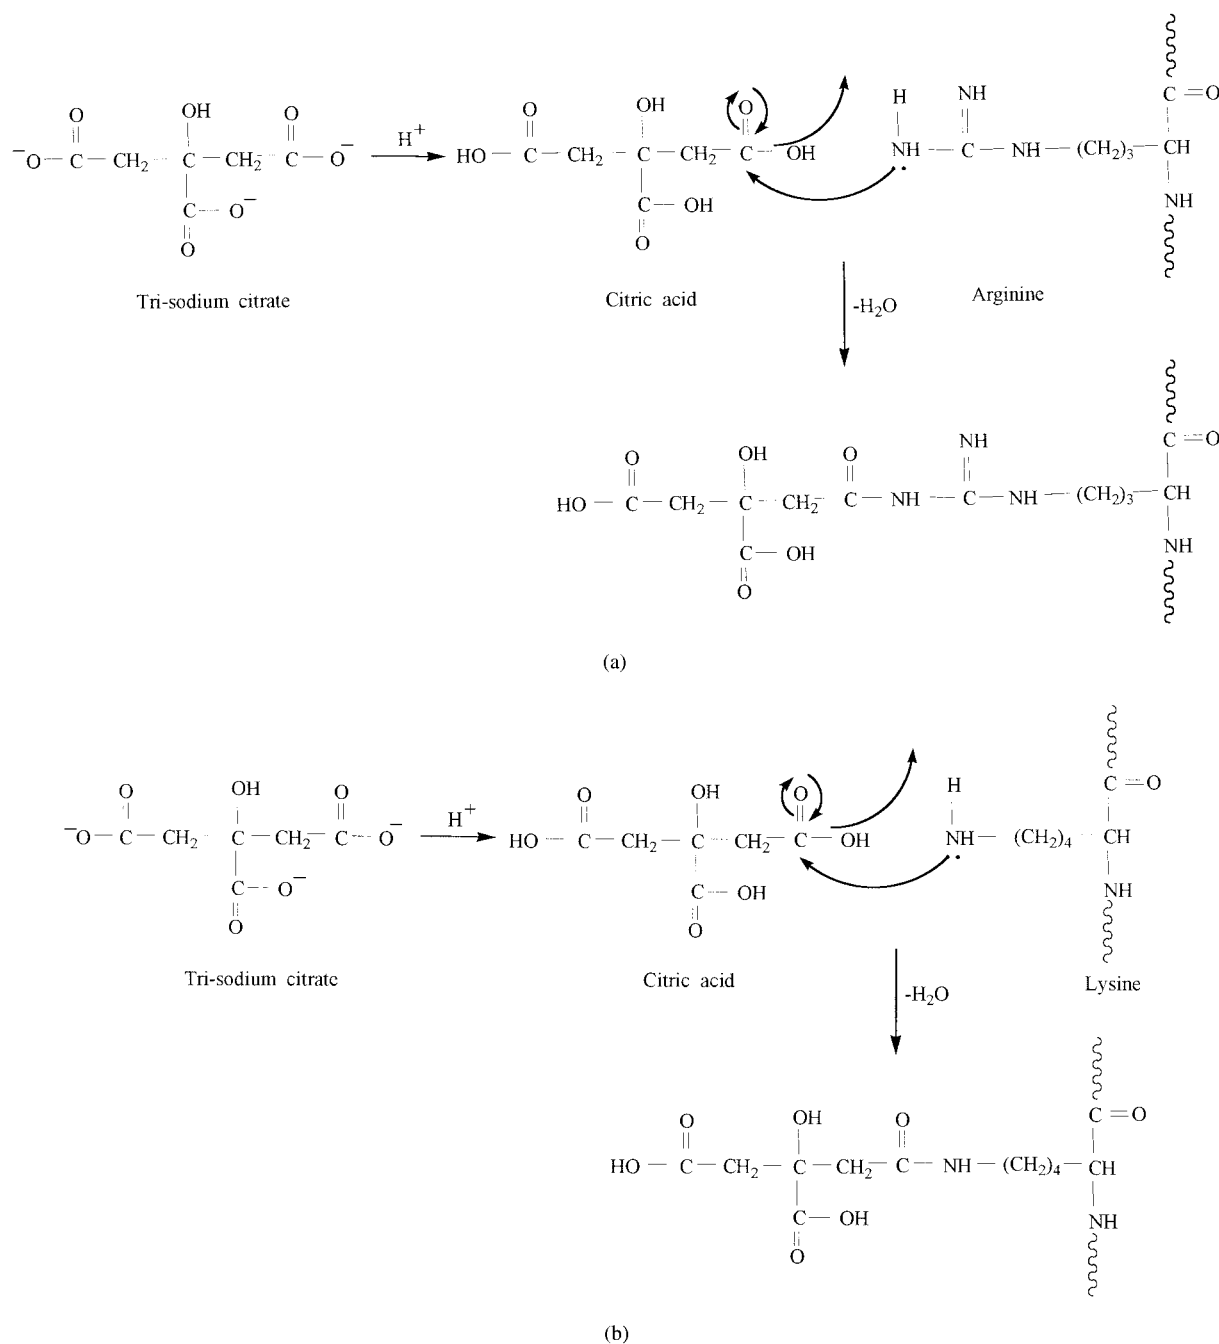 O OH O
⁻O—C—CH₂—C—CH₂—C—O⁻
C—O⁻
O
H⁺
O OH O
HO—C—CH₂—C—CH₂—C—OH
C—OH
O
H NH C=O
NH—C—NH—(CH₂)₃—CH
NH
Tri-sodium citrate
Citric acid
Arginine
-H₂O
O OH O NH C=O
HO—C—CH₂—C—CH₂—C—NH—C—NH—(CH₂)₃—CH
C—OH NH
O
(a)
O OH O
⁻O—C—CH₂—C—CH₂—C—O⁻
C—O⁻
O
H⁺
O OH O
HO—C—CH₂—C—CH₂—C—OH
C—OH
O
H C=O
NH—(CH₂)₄—CH
NH
Tri-sodium citrate
Citric acid
Lysine
-H₂O
O OH O C=O
HO—C—CH₂—C—CH₂—C—NH—(CH₂)₄—CH
C—OH NH
O
(b)